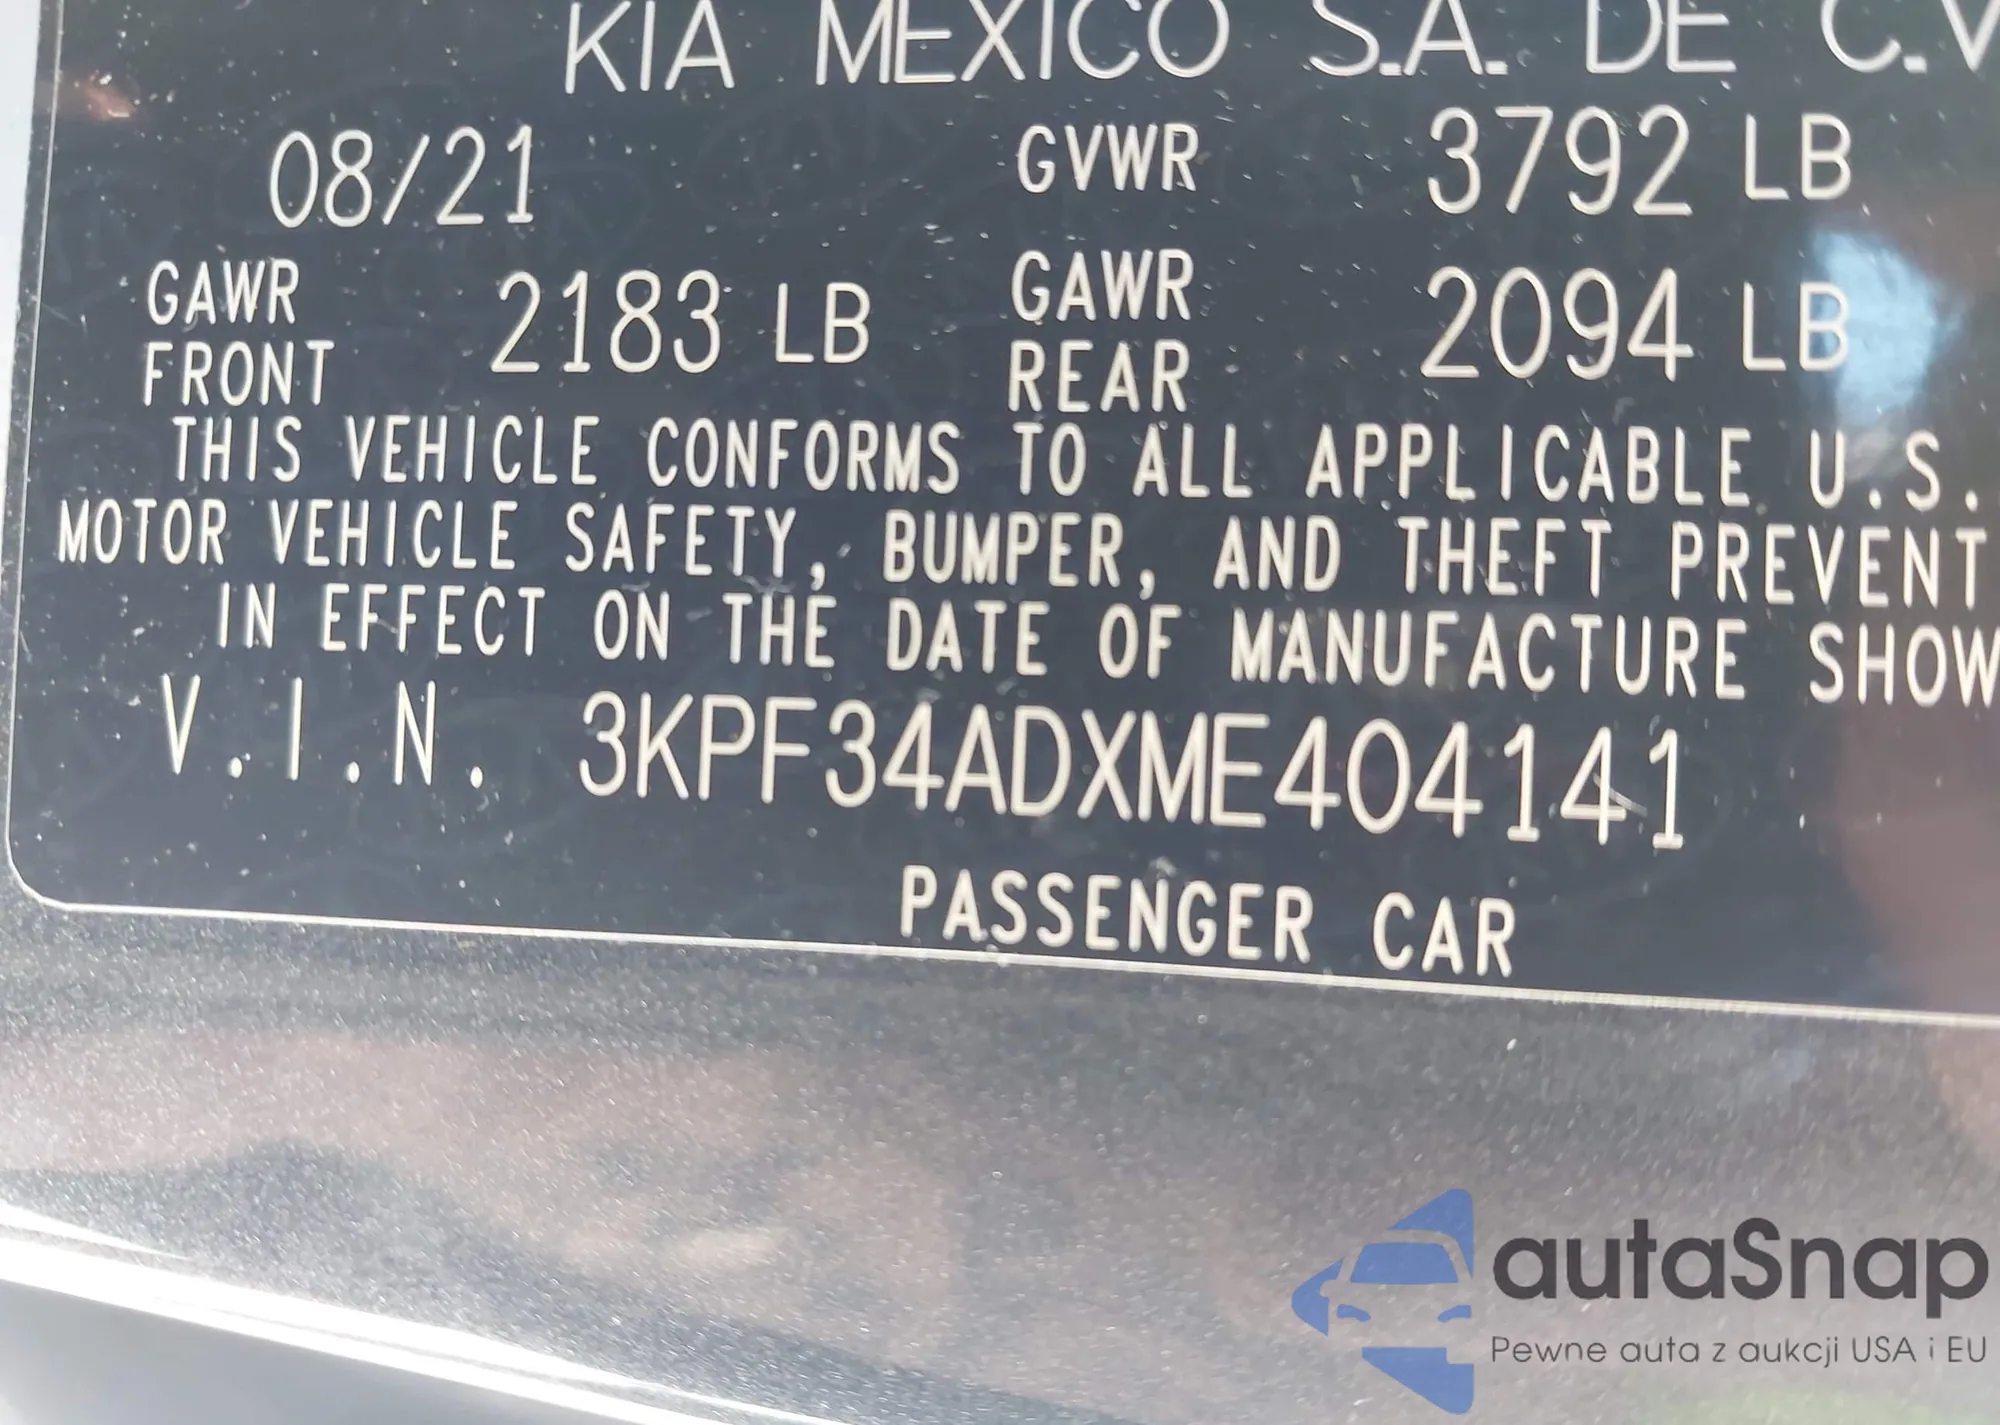 KIA MEXICO S.A. DE C.V
08/21 GVWR 3792 LB
GAWR FRONT 2183 LB GAWR REAR 2094 LB
THIS VEHICLE CONFORMS TO ALL APPLICABLE U.S.
MOTOR VEHICLE SAFETY, BUMPER, AND THEFT PREVENT
IN EFFECT ON THE DATE OF MANUFACTURE SHOW
V.I.N. 3KPF34ADXME404141
PASSENGER CAR
autaSnap
Pewne auta z aukcji USA i EU